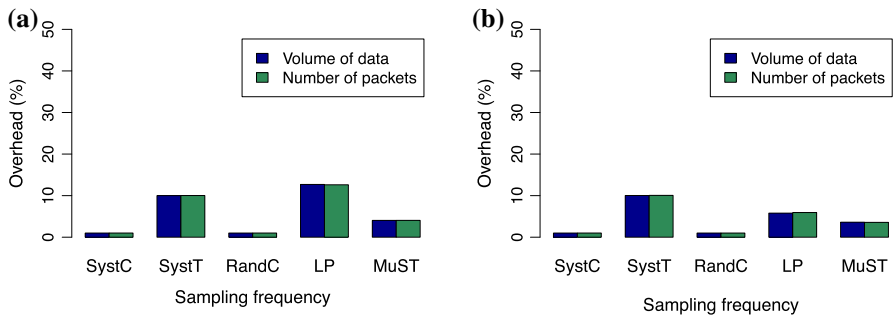 (a)
50
40
30
20
10
0
Overhead (%)
Volume of data
Number of packets
SystC SystT RandC LP MuST
Sampling frequency
(b)
50
40
30
20
10
0
Overhead (%)
Volume of data
Number of packets
SystC SystT RandC LP MuST
Sampling frequency